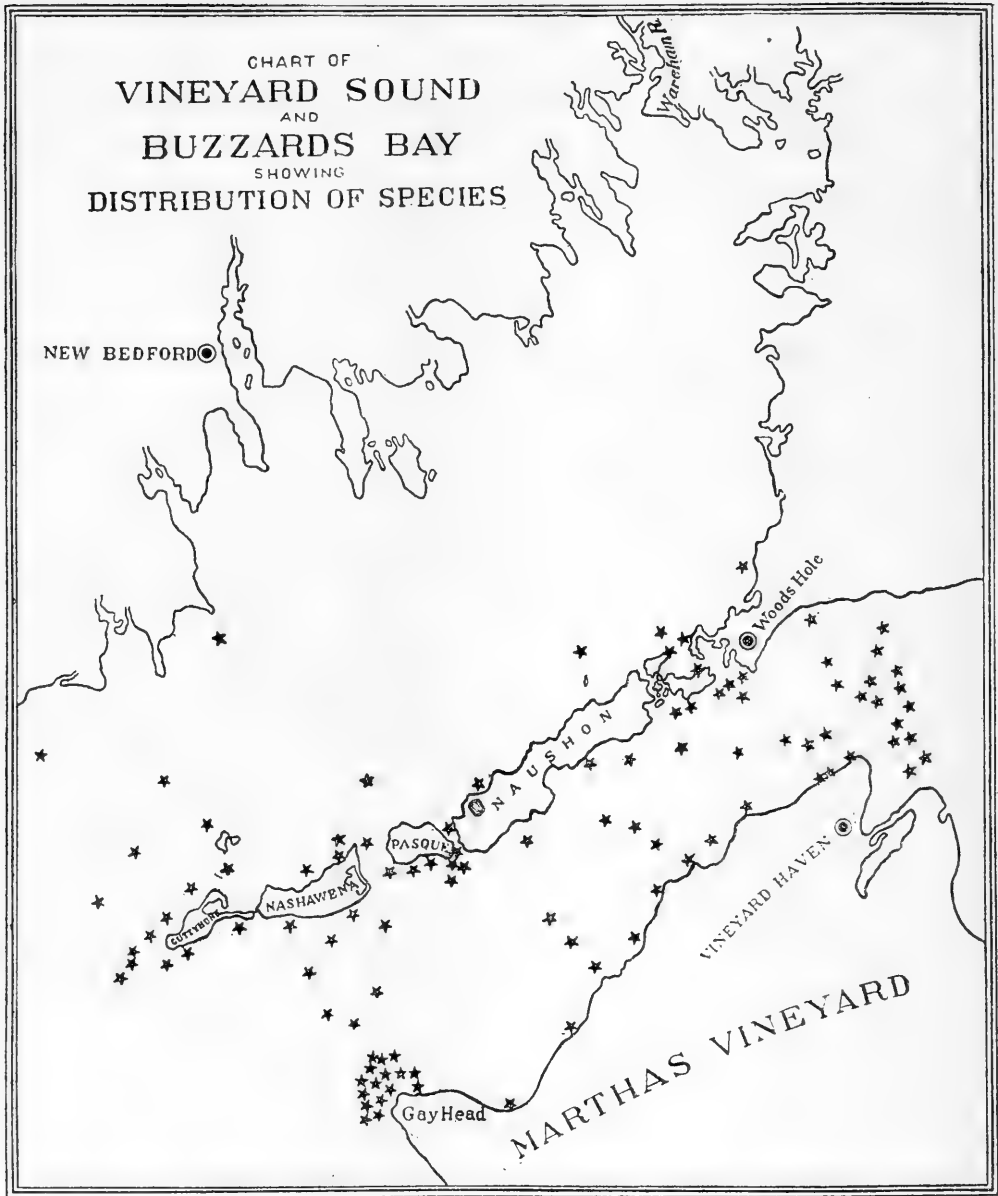 CHART OF
VINEYARD SOUND
AND
BUZZARDS BAY
SHOWING
DISTRIBUTION OF SPECIES
Wareham R.
NEW BEDFORD
Woods Hole
NAUSHON
PASQUE
NASHAWENA
CUTTYHUNK
VINEYARD HAVEN
MARTHAS VINEYARD
Gay Head